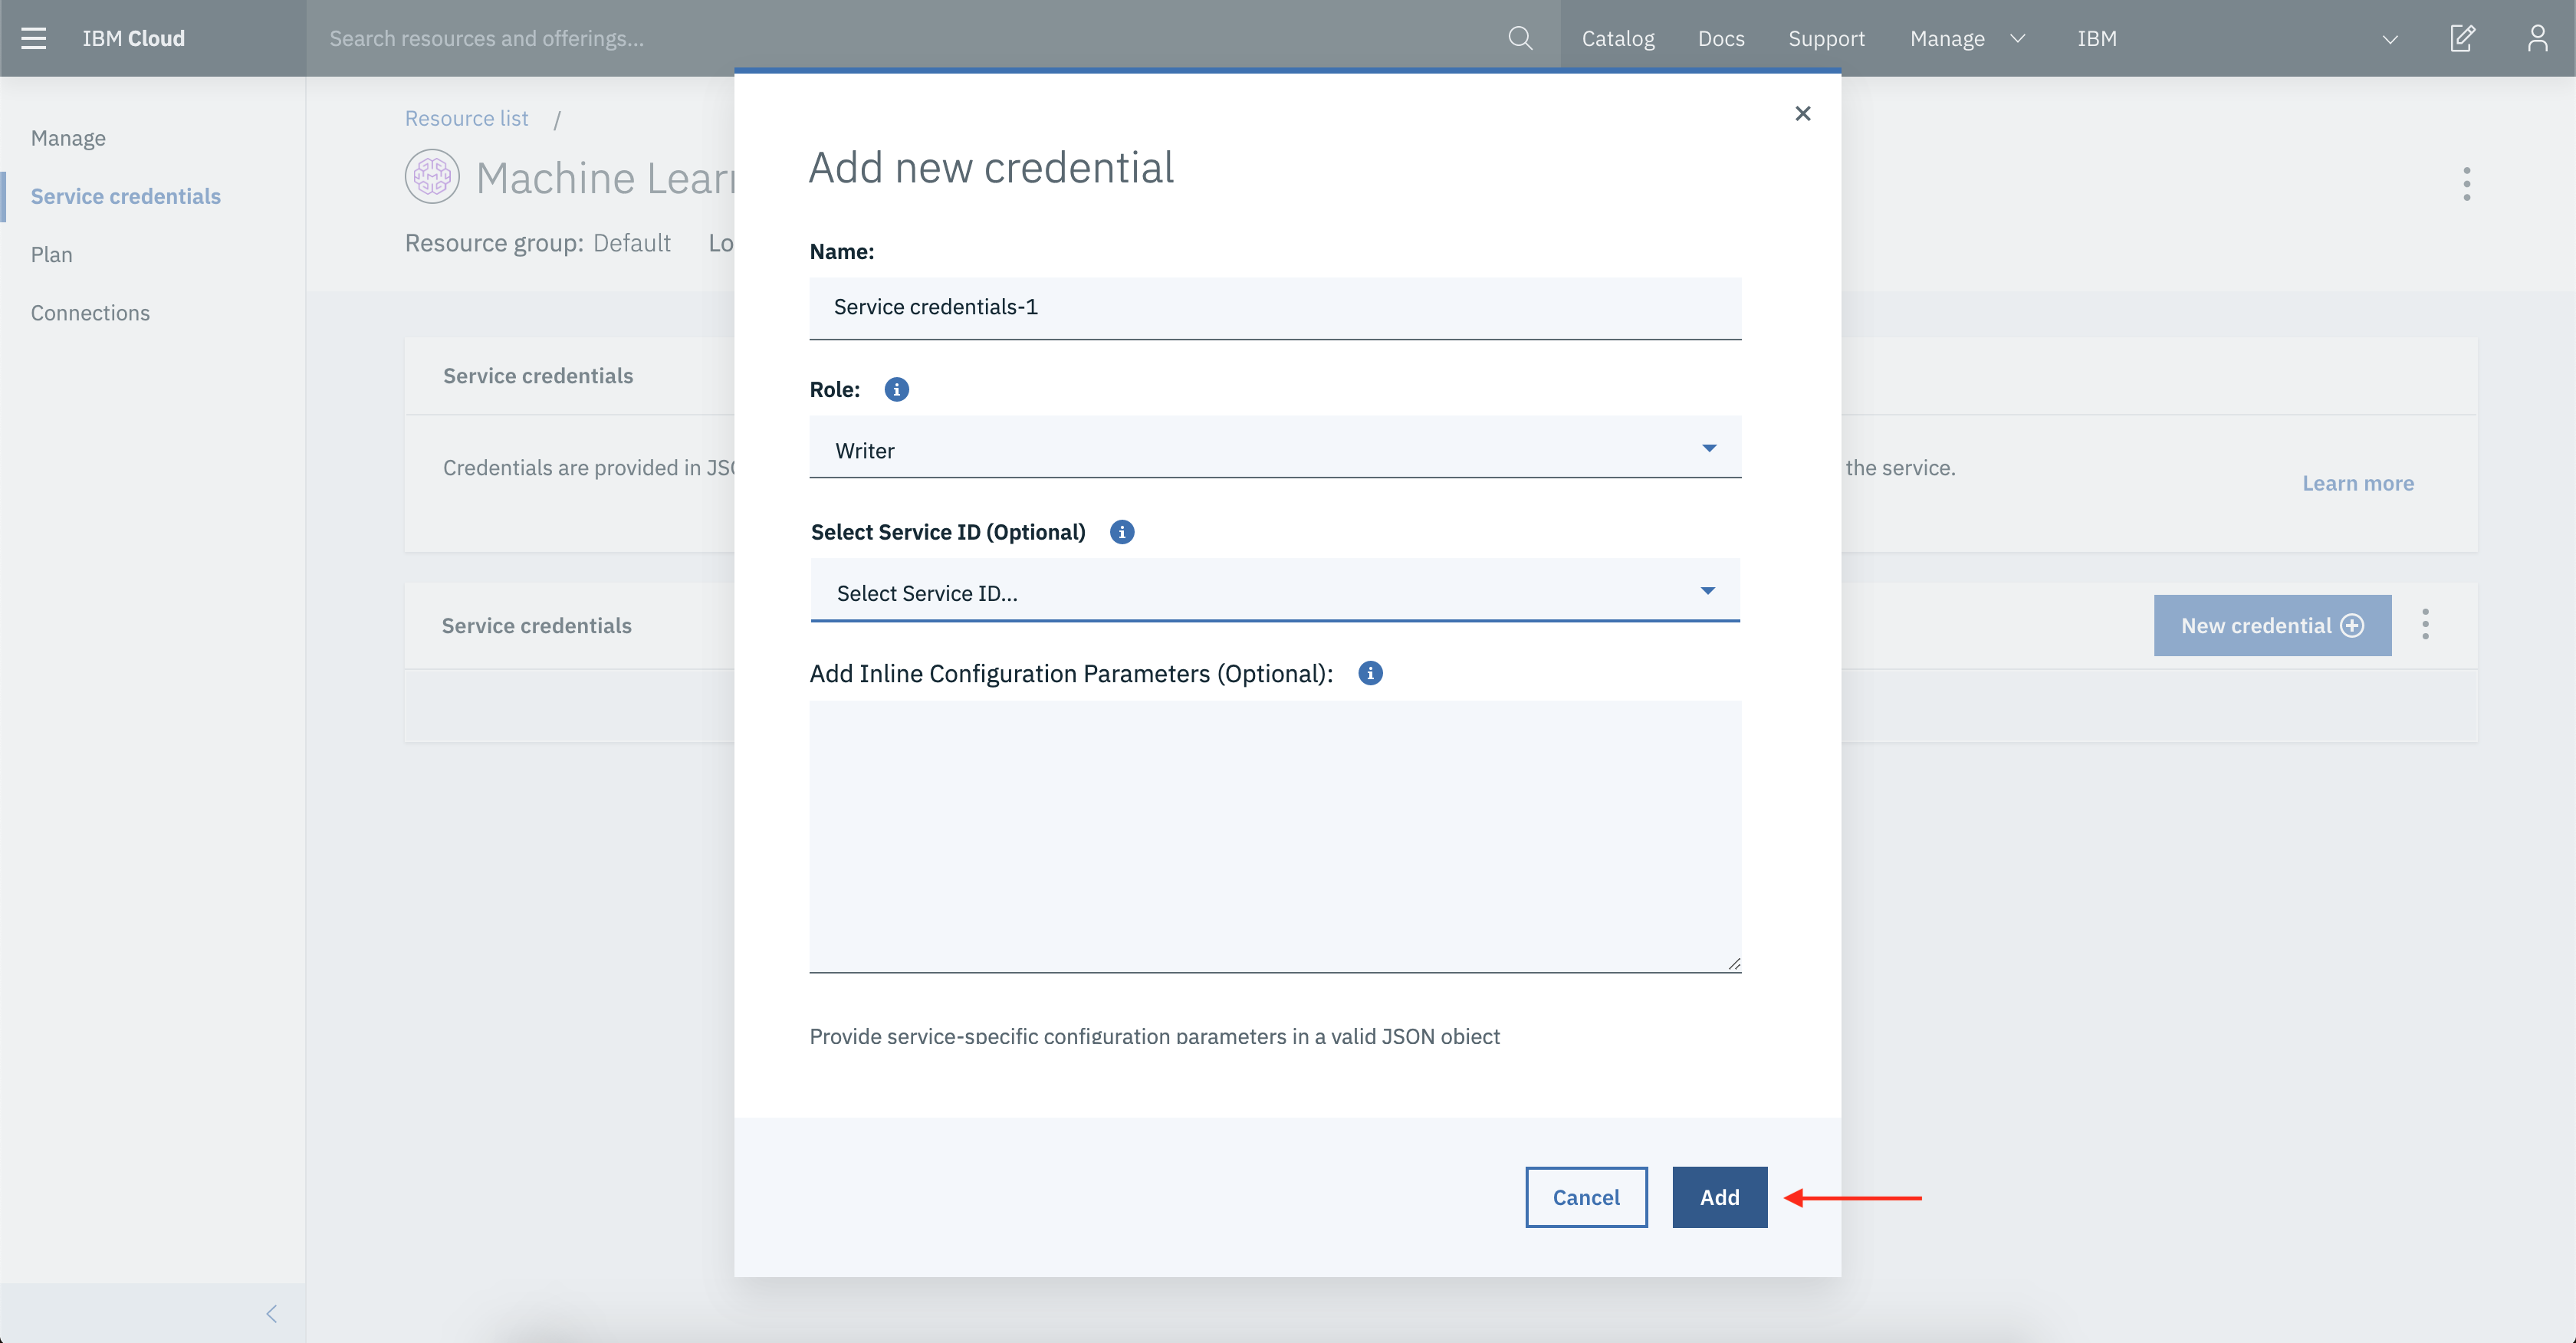 IBM Cloud
Search resources and offerings...
Catalog
Docs
Support
Manage
IBM
Manage
Service credentials
Plan
Connections
Resource list /
Machine Lear
Resource group: Default Lo
Service credentials
Credentials are provided in JSO
the service.
Learn more
Service credentials
New credential
Add new credential
Name:
Service credentials-1
Role:
Writer
Select Service ID (Optional)
Select Service ID...
Add Inline Configuration Parameters (Optional):
Provide service-specific configuration parameters in a valid JSON object
Cancel
Add